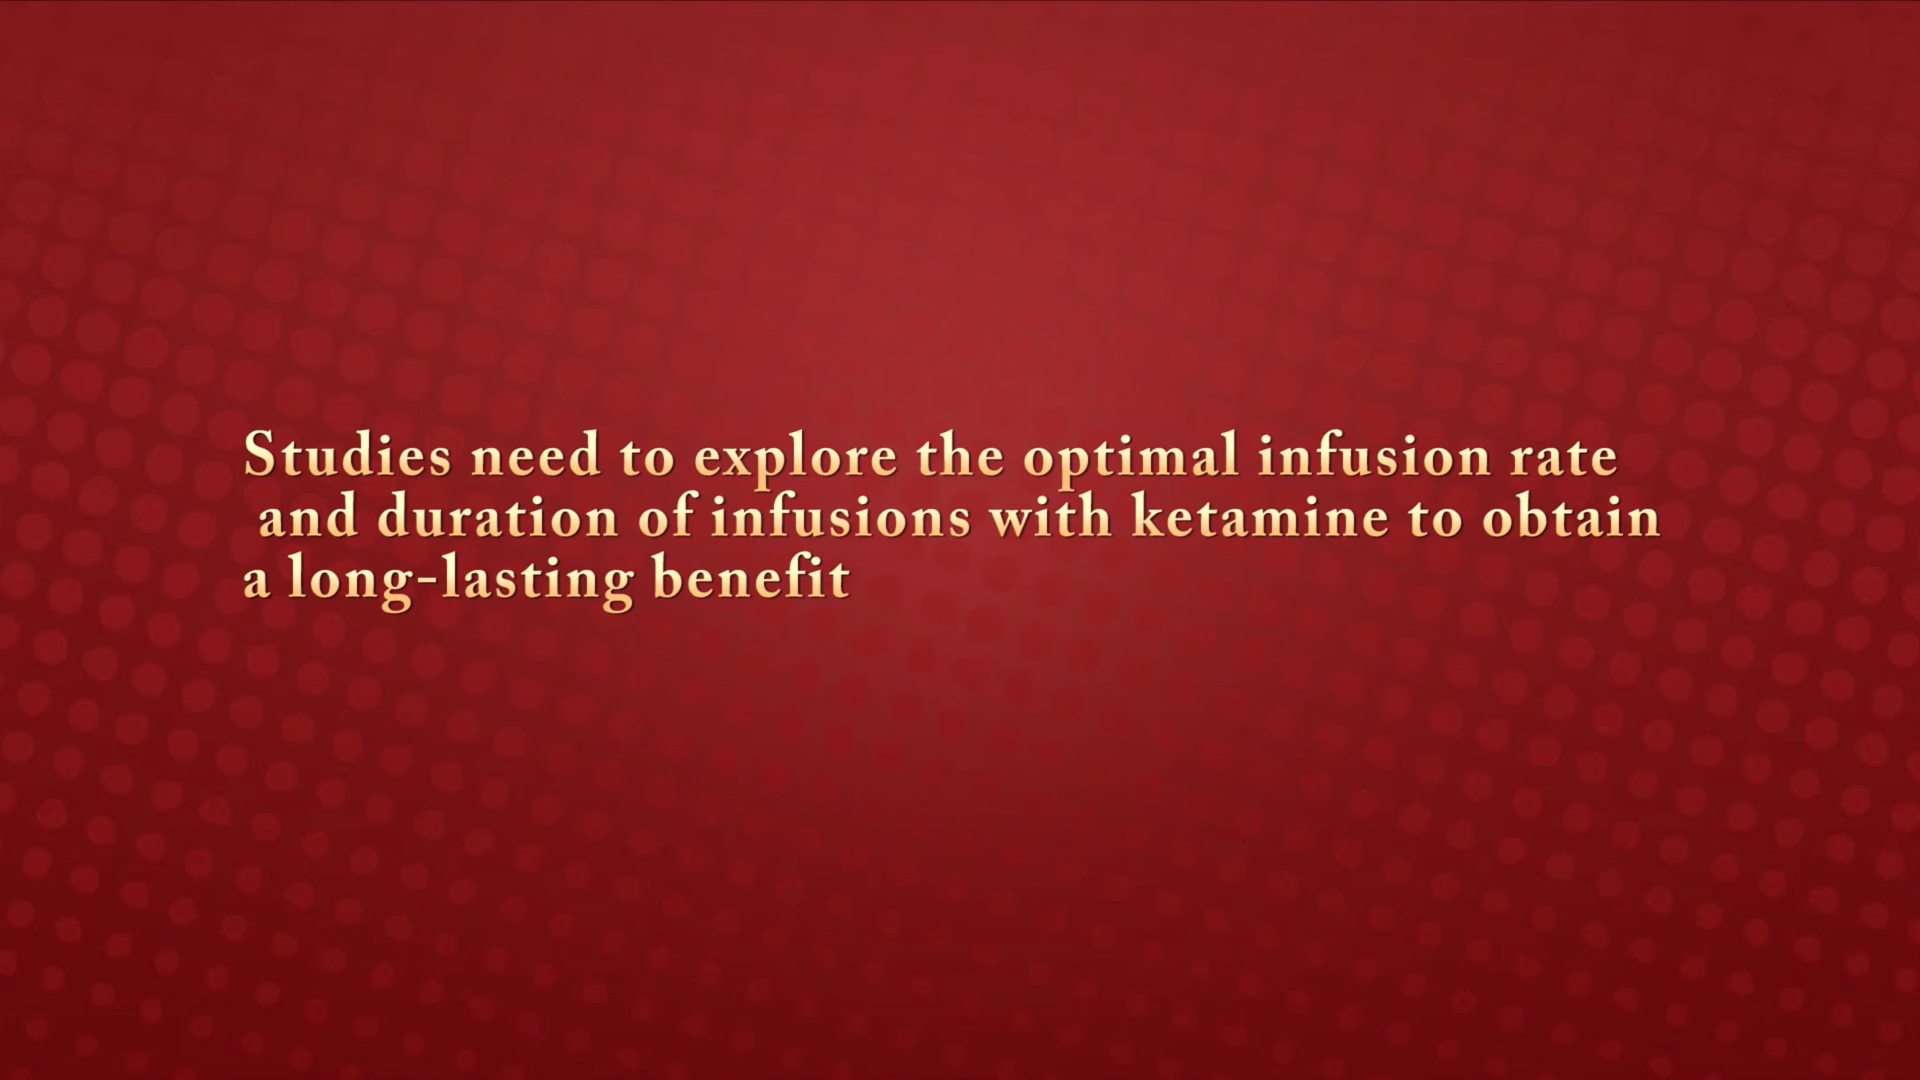 Studies need to explore the optimal infusion rate
and duration of infusions with ketamine to obtain
a long-lasting benefit